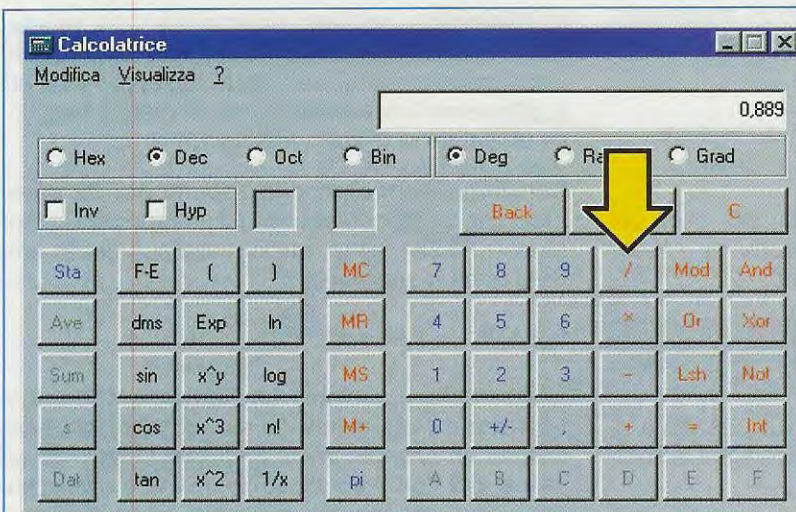 Calcolatrice
Modifica Visualizza ?
0,889
Hex Dec Oct Bin Deg Grad
Inv Hyp Back C
Sta F-E ( ) MC 7 8 9 / Mod And
Ave dms Exp ln MR 4 5 6 * Or Xor
Sum sin x^y log MS 1 2 3 - Lsh Not
s cos x^3 n! M+ 0 +/- , + = Int
Dat tan x^2 1/x pi A B C D E F